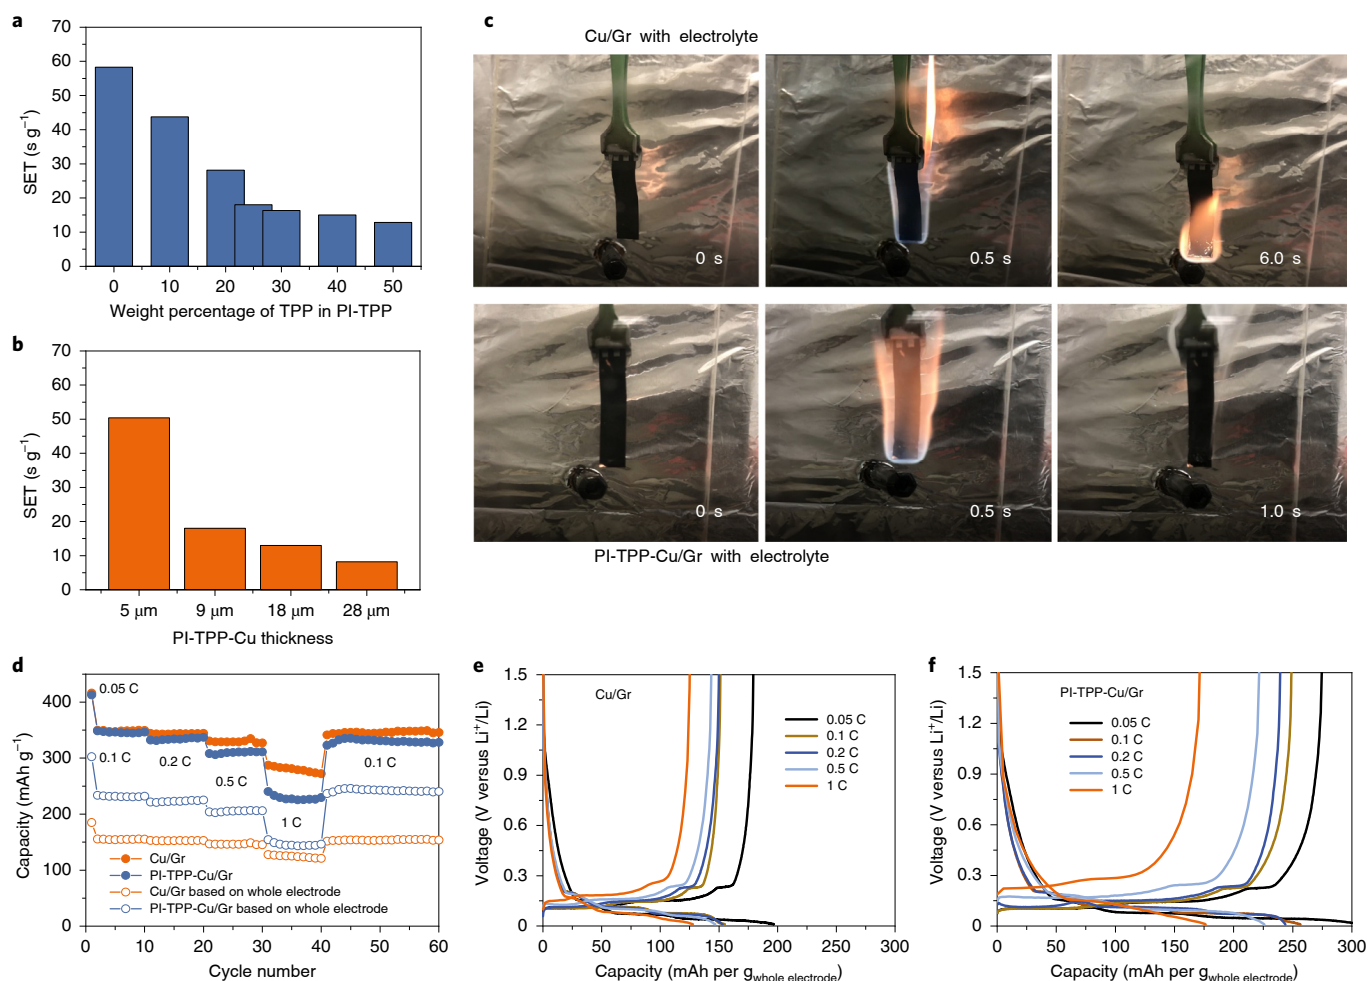 a
70
60
50
40
30
20
10
0
SET (s g⁻¹)
0 10 20 30 40 50
Weight percentage of TPP in PI-TPP
b
70
60
50
40
30
20
10
0
SET (s g⁻¹)
5 μm 9 μm 18 μm 28 μm
PI-TPP-Cu thickness
c
Cu/Gr with electrolyte
0 s
0.5 s
6.0 s
0 s
0.5 s
1.0 s
PI-TPP-Cu/Gr with electrolyte
d
400
300
200
100
0
Capacity (mAh g⁻¹)
0.05 C
0.1 C
0.2 C
0.5 C
1 C
0.1 C
Cu/Gr
PI-TPP-Cu/Gr
Cu/Gr based on whole electrode
PI-TPP-Cu/Gr based on whole electrode
0 10 20 30 40 50 60
Cycle number
e
1.5
1.2
0.9
0.6
0.3
0
Voltage (V versus Li⁺/Li)
Cu/Gr
0.05 C
0.1 C
0.2 C
0.5 C
1 C
0 50 100 150 200 250 300
Capacity (mAh per g whole electrode)
f
1.5
1.2
0.9
0.6
0.3
0
Voltage (V versus Li⁺/Li)
PI-TPP-Cu/Gr
0.05 C
0.1 C
0.2 C
0.5 C
1 C
0 50 100 150 200 250 300
Capacity (mAh per g whole electrode)